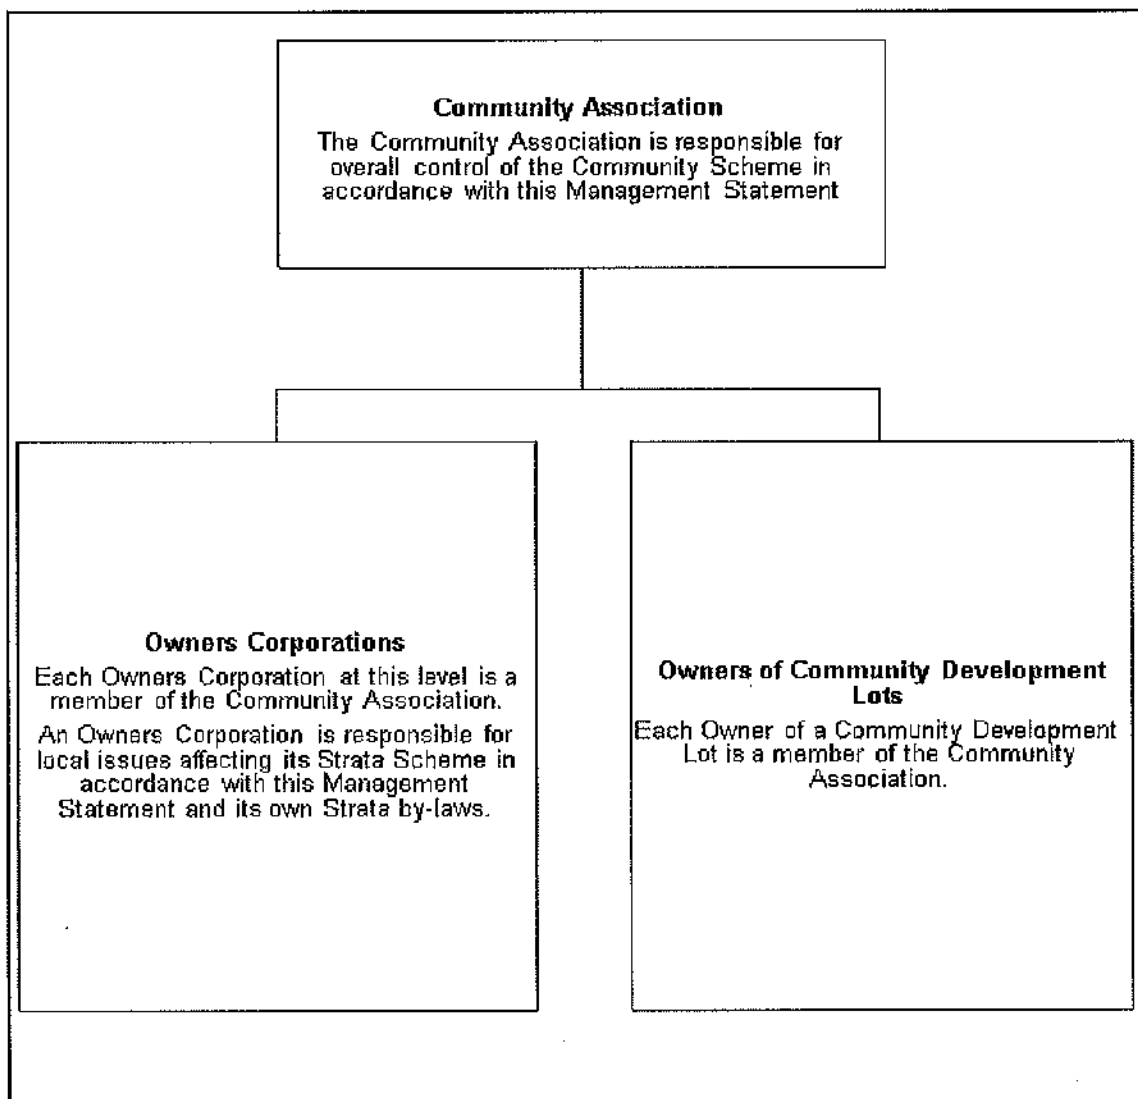 Community Association
The Community Association is responsible for
overall control of the Community Scheme in
accordance with this Management Statement
Owners Corporations
Each Owners Corporation at this level is a
member of the Community Association.
An Owners Corporation is responsible for
local issues affecting its Strata Scheme in
accordance with this Management
Statement and its own Strata by-laws.
Owners of Community Development
Lots
Each Owner of a Community Development
Lot is a member of the Community
Association.